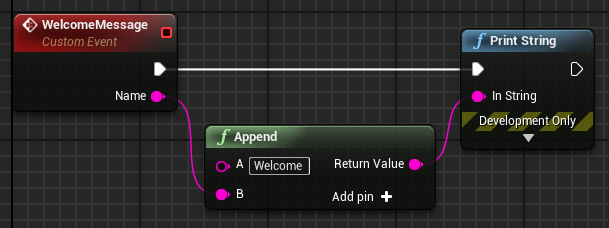 WelcomeMessage
Custom Event
Name
f Append
A Welcome
Return Value
B
Add pin
f Print String
In String
Development Only